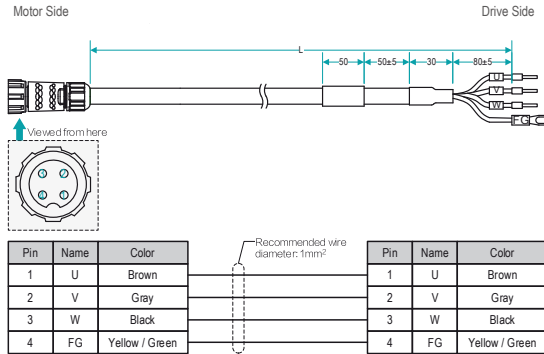 Motor Side Drive Side
L
50 50±5 30 80±5
U
V
W
FG
Viewed from here
3 2
4 1
Recommended wire
diameter: 1mm²
Pin Name Color Pin Name Color
1 U Brown 1 U Brown
2 V Gray 2 V Gray
3 W Black 3 W Black
4 FG Yellow / Green 4 FG Yellow / Green